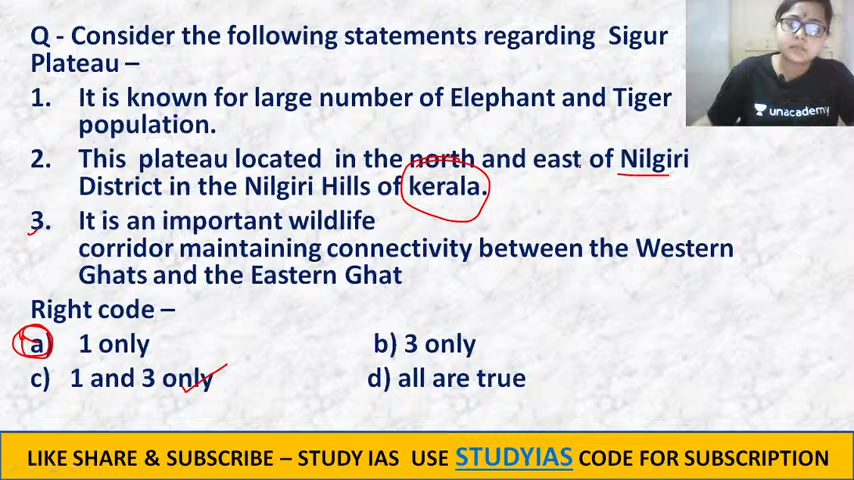 Q - Consider the following statements regarding Sigur
Plateau –
1. It is known for large number of Elephant and Tiger
population.
2. This plateau located in the north and east of Nilgiri
District in the Nilgiri Hills of kerala.
3. It is an important wildlife
corridor maintaining connectivity between the Western
Ghats and the Eastern Ghat
Right code –
a) 1 only b) 3 only
c) 1 and 3 only d) all are true
unacademy
LIKE SHARE & SUBSCRIBE – STUDY IAS USE STUDYIAS CODE FOR SUBSCRIPTION